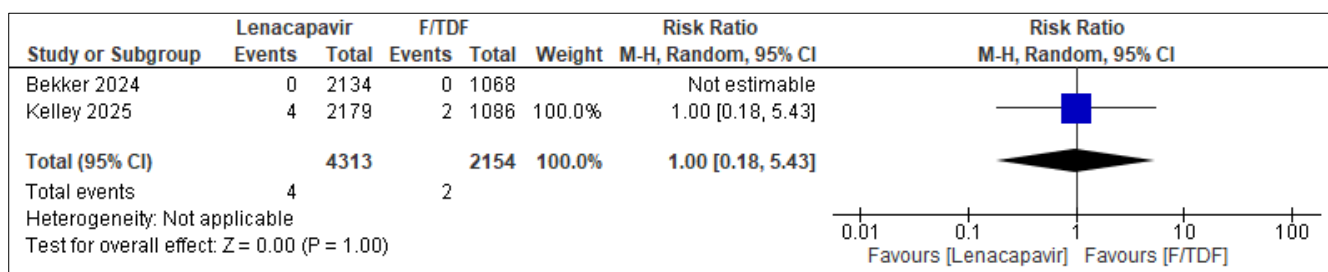 Lenacapavir F/TDF Risk Ratio Risk Ratio
Study or Subgroup Events Total Events Total Weight M-H, Random, 95% CI M-H, Random, 95% CI
Bekker 2024 0 2134 0 1068 Not estimable
Kelley 2025 4 2179 2 1086 100.0% 1.00 [0.18, 5.43]
Total (95% CI) 4313 2154 100.0% 1.00 [0.18, 5.43]
Total events 4 2
Heterogeneity: Not applicable
Test for overall effect: Z = 0.00 (P = 1.00)
0.01 0.1 1 10 100
Favours [Lenacapavir] Favours [F/TDF]